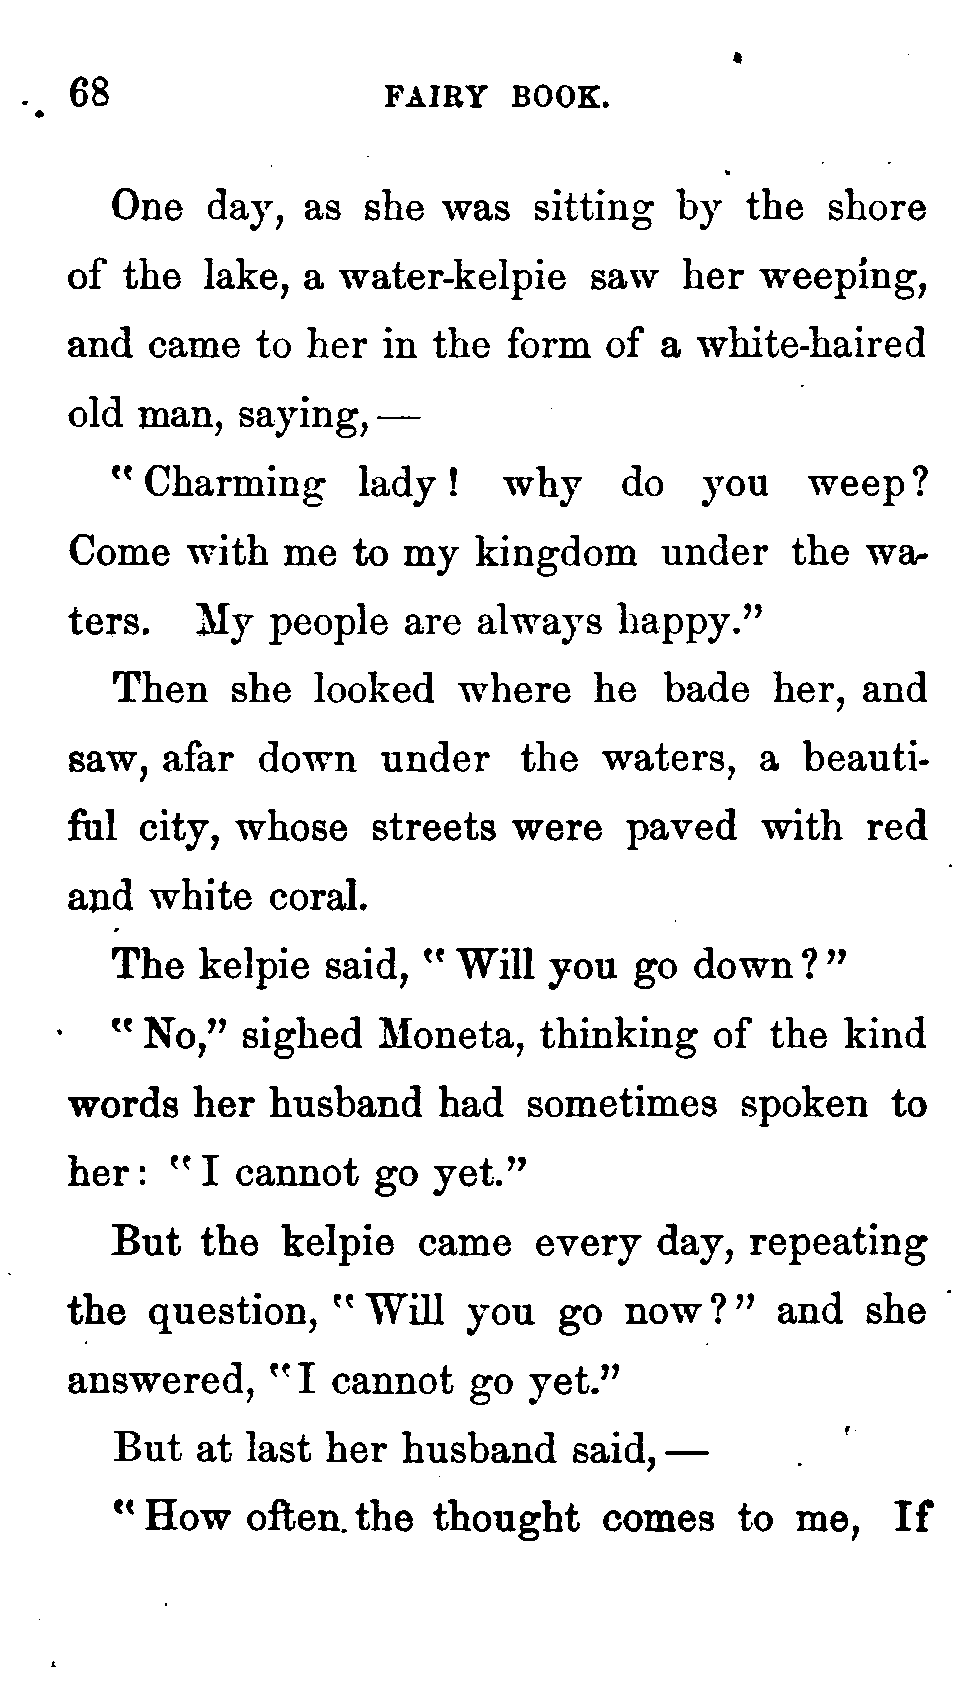 68 FAIRY BOOK.
One day, as she was sitting by the shore
of the lake, a water-kelpie saw her weeping,
and came to her in the form of a white-haired
old man, saying,—
"Charming lady! why do you weep?
Come with me to my kingdom under the wa-
ters. My people are always happy."
Then she looked where he bade her, and
saw, afar down under the waters, a beauti-
ful city, whose streets were paved with red
and white coral.
The kelpie said, "Will you go down?"
"No," sighed Moneta, thinking of the kind
words her husband had sometimes spoken to
her: "I cannot go yet."
But the kelpie came every day, repeating
the question, "Will you go now?" and she
answered, "I cannot go yet."
But at last her husband said,—
"How often the thought comes to me, If